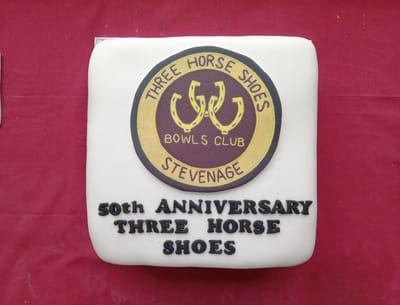 THREE HORSE SHOES
BOWLS CLUB
STEVENAGE
50th ANNIVERSARY
THREE HORSE
SHOES